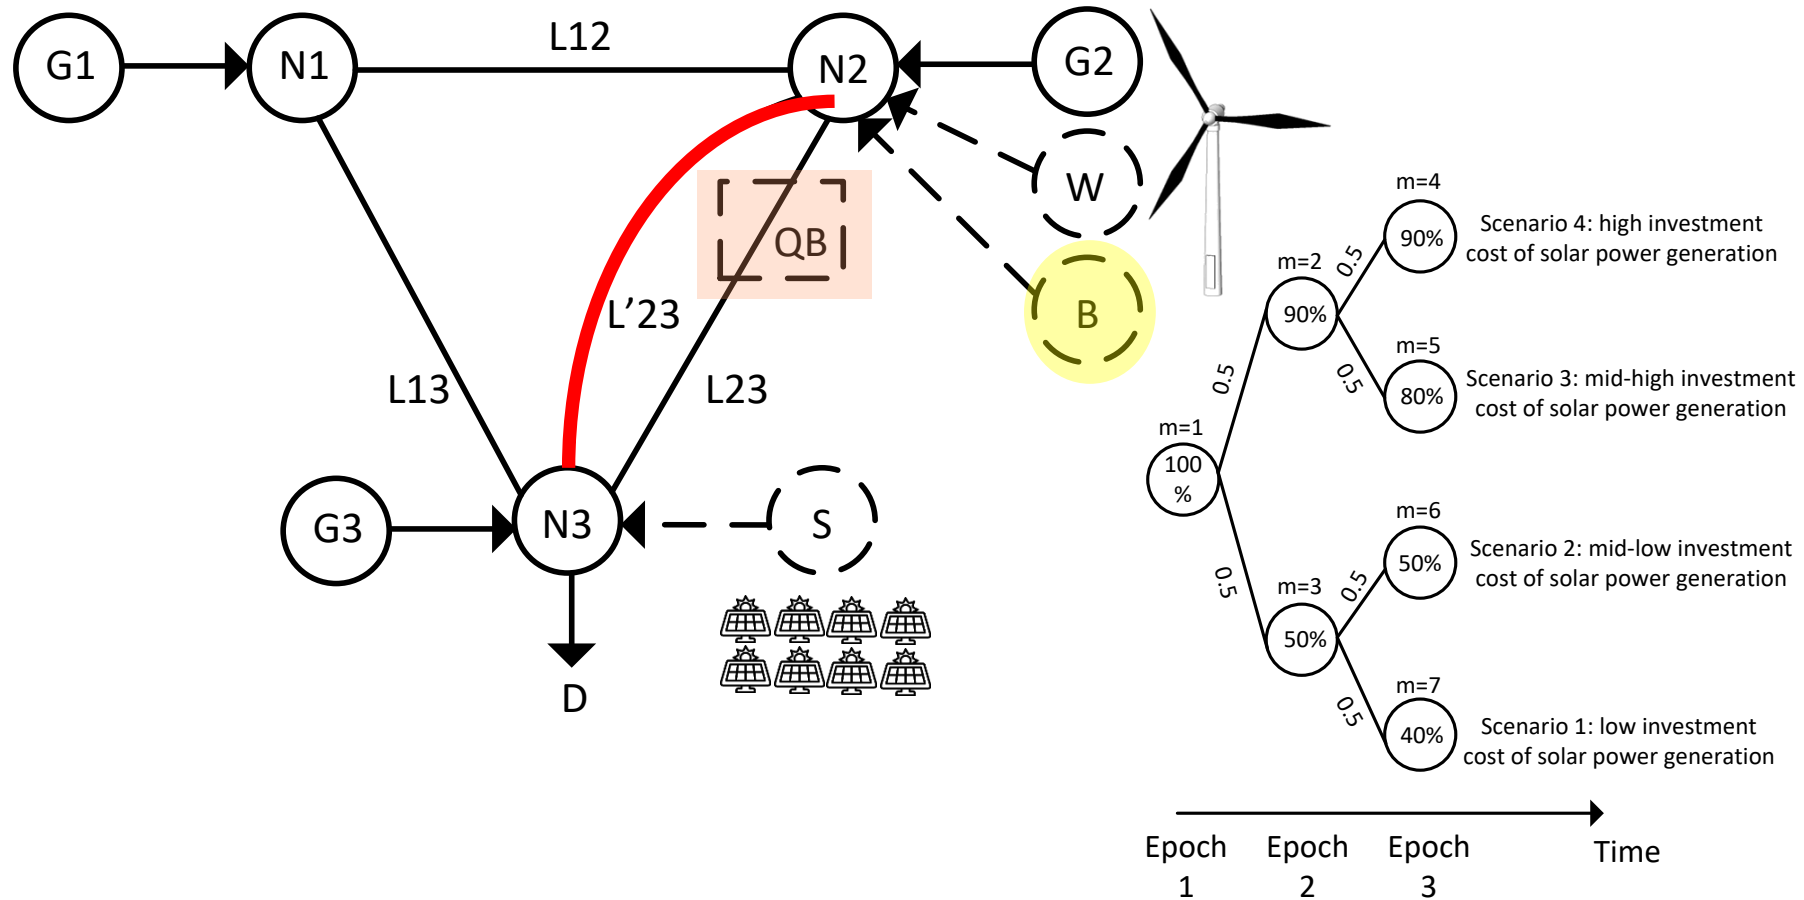 G1
N1
L12
N2
G2
W
QB
B
L'23
L13
L23
G3
N3
S
D
m=4
90%
Scenario 4: high investment
cost of solar power generation
m=2
90%
0.5
0.5
m=5
80%
Scenario 3: mid-high investment
cost of solar power generation
0.5
m=1
100
%
0.5
m=6
50%
Scenario 2: mid-low investment
cost of solar power generation
m=3
50%
0.5
0.5
m=7
40%
Scenario 1: low investment
cost of solar power generation
Epoch
1
Epoch
2
Epoch
3
Time